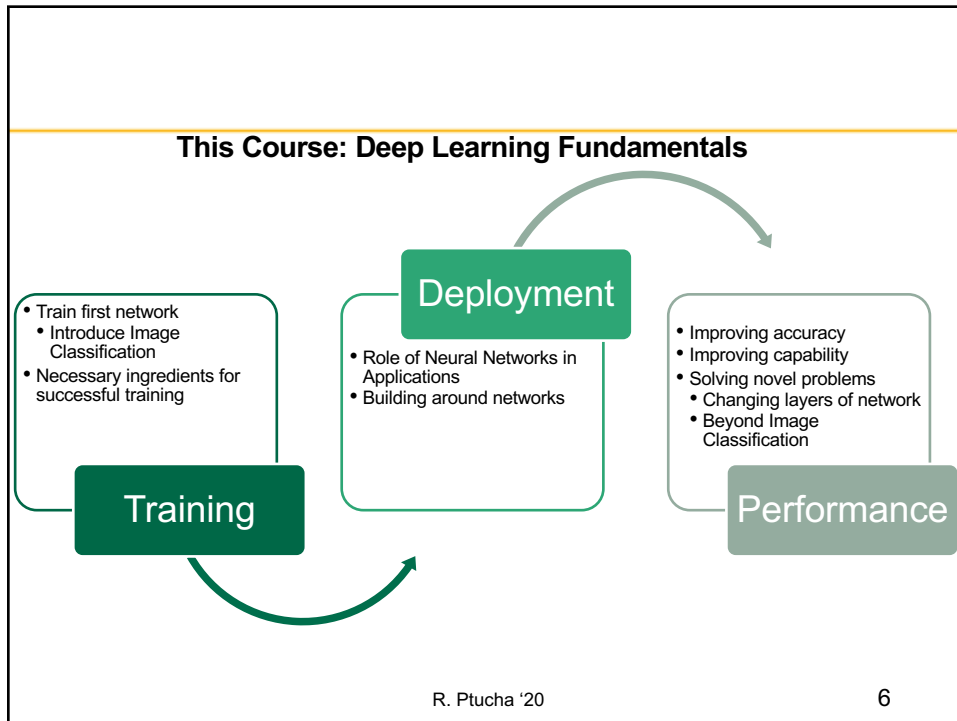 This Course: Deep Learning Fundamentals
• Train first network
• Introduce Image
Classification
• Necessary ingredients for
successful training
Training
Deployment
• Role of Neural Networks in
Applications
• Building around networks
• Improving accuracy
• Improving capability
• Solving novel problems
• Changing layers of network
• Beyond Image
Classification
Performance
R. Ptucha ‘20
6